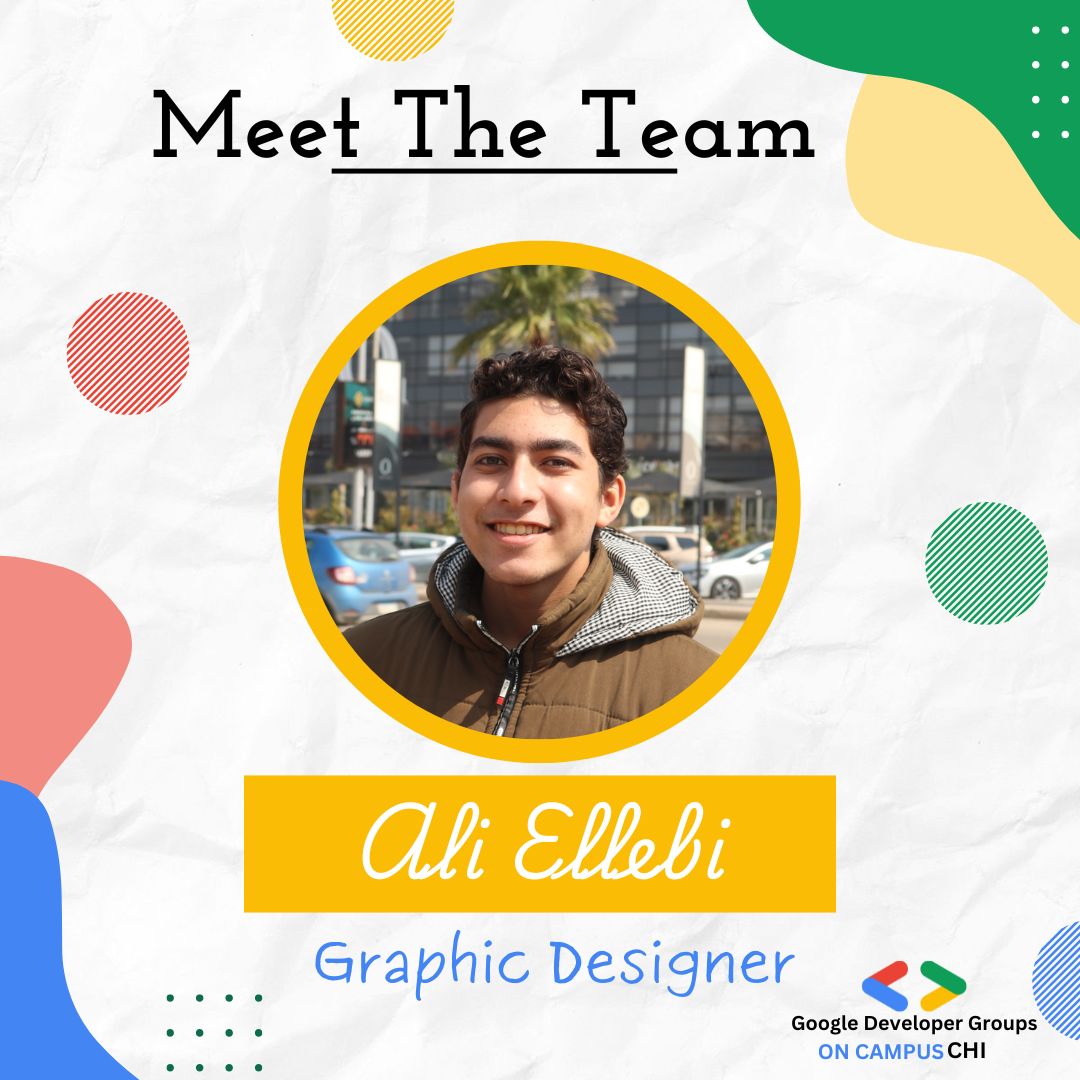 Meet The Team
Ali Ellebi
Graphic Designer
Google Developer Groups
ON CAMPUS CHI